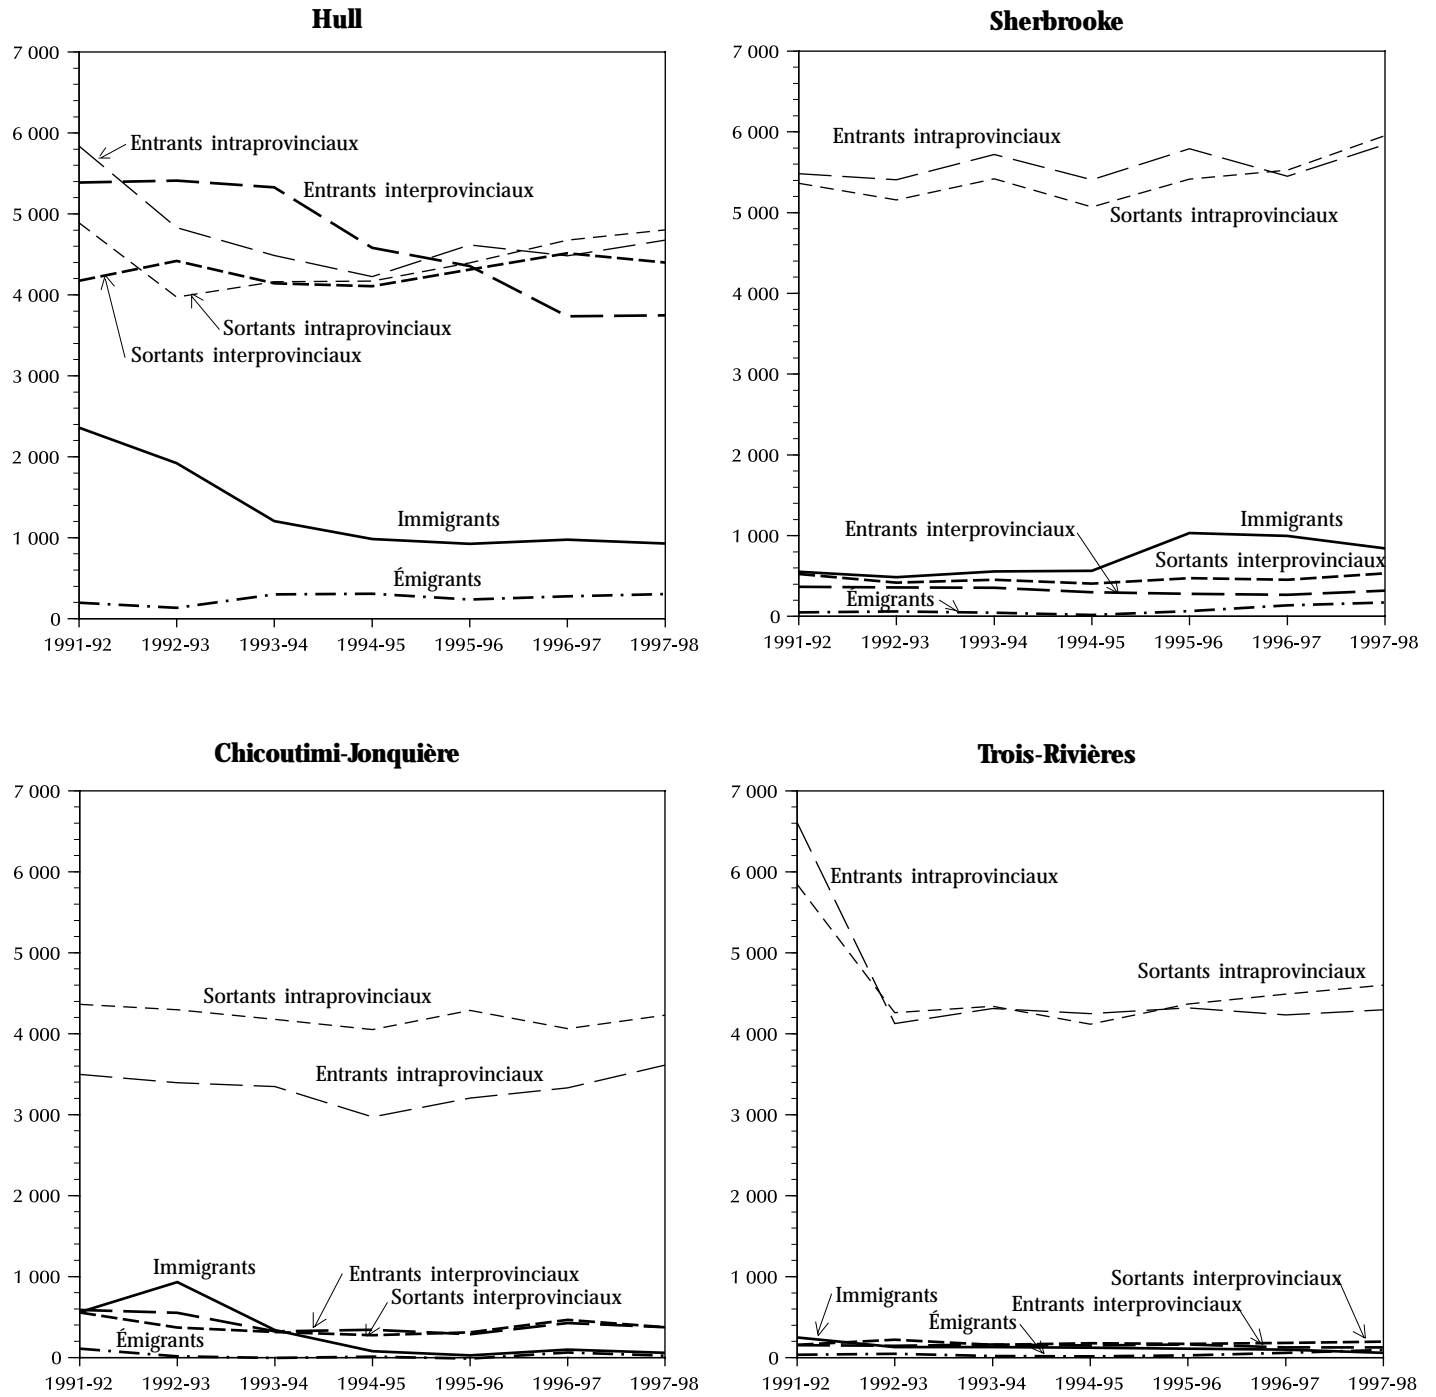 Hull
7 000
6 000
5 000
4 000
3 000
2 000
1 000
0
Entrants intraprovinciaux
Entrants interprovinciaux
Sortants intraprovinciaux
Sortants interprovinciaux
Immigrants
Émigrants
1991-92 1992-93 1993-94 1994-95 1995-96 1996-97 1997-98
Sherbrooke
7 000
6 000
5 000
4 000
3 000
2 000
1 000
0
Entrants intraprovinciaux
Sortants intraprovinciaux
Immigrants
Entrants interprovinciaux
Sortants interprovinciaux
Émigrants
1991-92 1992-93 1993-94 1994-95 1995-96 1996-97 1997-98
Chicoutimi-Jonquière
7 000
6 000
5 000
4 000
3 000
2 000
1 000
0
Sortants intraprovinciaux
Entrants intraprovinciaux
Immigrants
Entrants interprovinciaux
Sortants interprovinciaux
Émigrants
1991-92 1992-93 1993-94 1994-95 1995-96 1996-97 1997-98
Trois-Rivières
7 000
6 000
5 000
4 000
3 000
2 000
1 000
0
Entrants intraprovinciaux
Sortants intraprovinciaux
Sortants interprovinciaux
Immigrants
Entrants interprovinciaux
Émigrants
1991-92 1992-93 1993-94 1994-95 1995-96 1996-97 1997-98